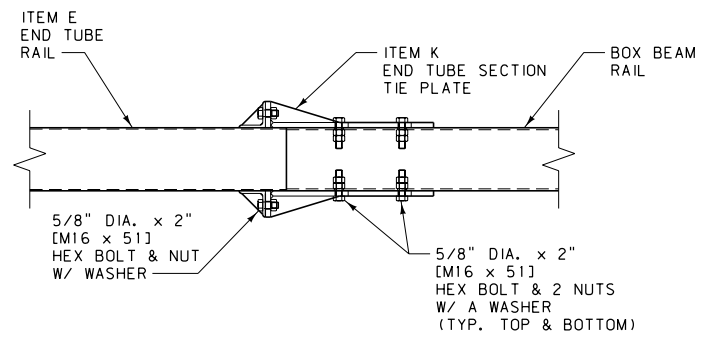 ITEM E
END TUBE
RAIL
ITEM K
END TUBE SECTION
TIE PLATE
BOX BEAM
RAIL
5/8" DIA. x 2"
[M16 x 51]
HEX BOLT & NUT
W/ WASHER
5/8" DIA. x 2"
[M16 x 51]
HEX BOLT & 2 NUTS
W/ A WASHER
(TYP. TOP & BOTTOM)